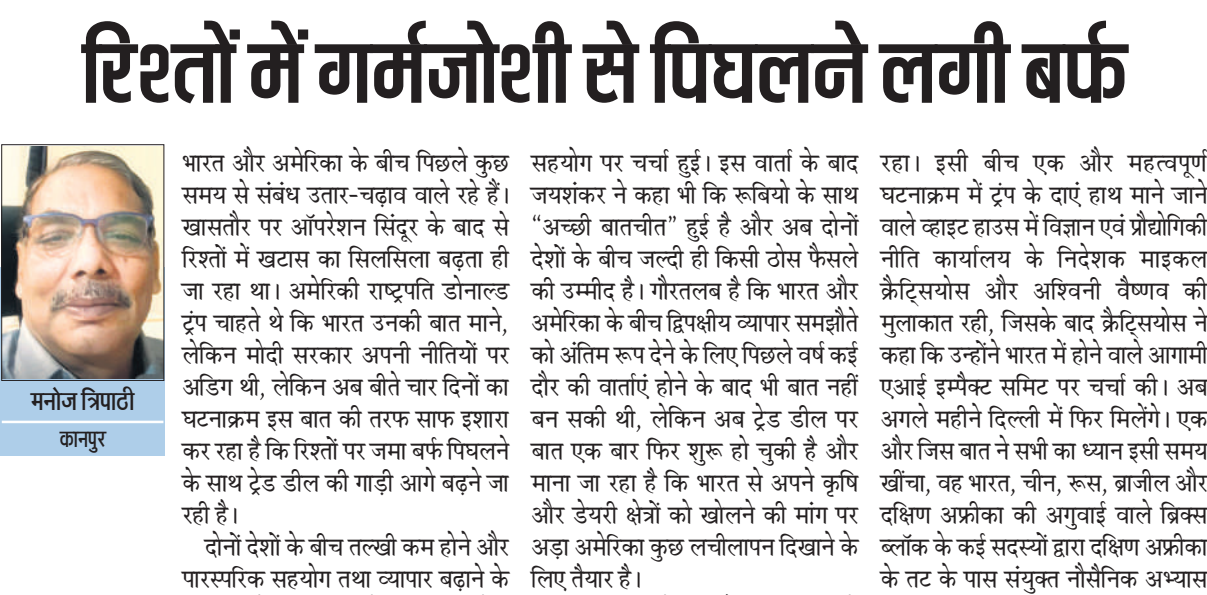 रिश्तों में गर्मजोशी से पिघलने लगी बर्फ
मनोज त्रिपाठी
कानपुर
भारत और अमेरिका के बीच पिछले कुछ
समय से संबंध उतार-चढ़ाव वाले रहे हैं।
खासतौर पर ऑपरेशन सिंदूर के बाद से
रिश्तों में खटास का सिलसिला बढ़ता ही
जा रहा था। अमेरिकी राष्ट्रपति डोनाल्ड
ट्रंप चाहते थे कि भारत उनकी बात माने,
लेकिन मोदी सरकार अपनी नीतियों पर
अडिग थी, लेकिन अब बीते चार दिनों का
घटनाक्रम इस बात की तरफ साफ इशारा
कर रहा है कि रिश्तों पर जमा बर्फ पिघलने
के साथ ट्रेड डील की गाड़ी आगे बढ़ने जा
रही है।
दोनों देशों के बीच तल्खी कम होने और
पारस्परिक सहयोग तथा व्यापार बढ़ाने के
सहयोग पर चर्चा हुई। इस वार्ता के बाद
जयशंकर ने कहा भी कि रूबियो के साथ
“अच्छी बातचीत” हुई है और अब दोनों
देशों के बीच जल्दी ही किसी ठोस फैसले
की उम्मीद है। गौरतलब है कि भारत और
अमेरिका के बीच द्विपक्षीय व्यापार समझौते
को अंतिम रूप देने के लिए पिछले वर्ष कई
दौर की वार्ताएं होने के बाद भी बात नहीं
बन सकी थी, लेकिन अब ट्रेड डील पर
बात एक बार फिर शुरू हो चुकी है और
माना जा रहा है कि भारत से अपने कृषि
और डेयरी क्षेत्रों को खोलने की मांग पर
अड़ा अमेरिका कुछ लचीलापन दिखाने के
लिए तैयार है।
रहा। इसी बीच एक और महत्वपूर्ण
घटनाक्रम में ट्रंप के दाएं हाथ माने जाने
वाले व्हाइट हाउस में विज्ञान एवं प्रौद्योगिकी
नीति कार्यालय के निदेशक माइकल
क्रैट्सियोस और अश्विनी वैष्णव की
मुलाकात रही, जिसके बाद क्रैट्सियोस ने
कहा कि उन्होंने भारत में होने वाले आगामी
एआई इम्पैक्ट समिट पर चर्चा की। अब
अगले महीने दिल्ली में फिर मिलेंगे। एक
और जिस बात ने सभी का ध्यान इसी समय
खींचा, वह भारत, चीन, रूस, ब्राजील और
दक्षिण अफ्रीका की अगुवाई वाले ब्रिक्स
ब्लॉक के कई सदस्यों द्वारा दक्षिण अफ्रीका
के तट के पास संयुक्त नौसैनिक अभ्यास